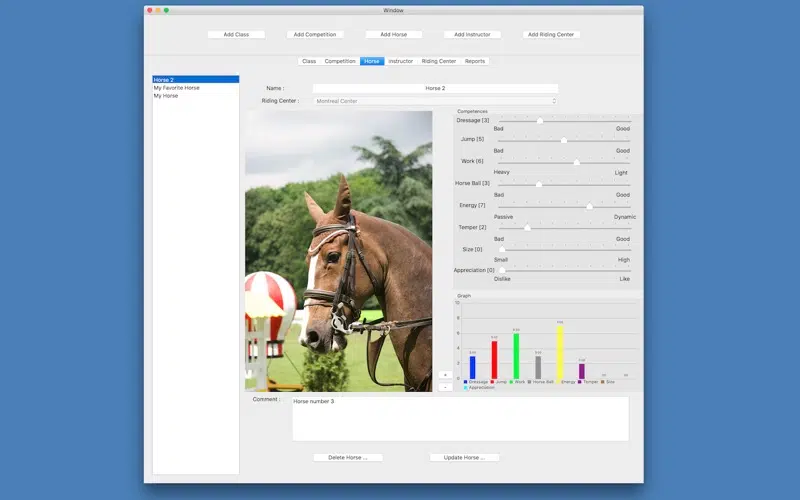 Window
Add Class
Add Competition
Add Horse
Add Instructor
Add Riding Center
Class
Competition
Horse
Instructor
Riding Center
Reports
Horse 2
My Favorite Horse
My Horse
Name :
Horse 2
Riding Center :
Montreal Center
Competences
Dressage [3]
Bad
Good
Jump [5]
Bad
Good
Work [6]
Heavy
Light
Horse Ball [3]
Bad
Good
Energy [7]
Passive
Dynamic
Temper [2]
Bad
Good
Size [0]
Small
High
Appreciation [0]
Dislike
Like
Graph
10
8
6
4
2
0
Dressage
Jump
Work
Horse Ball
Energy
Temper
Size
Appreciation
+
-
Comment :
Horse number 3
Delete Horse ...
Update Horse ...